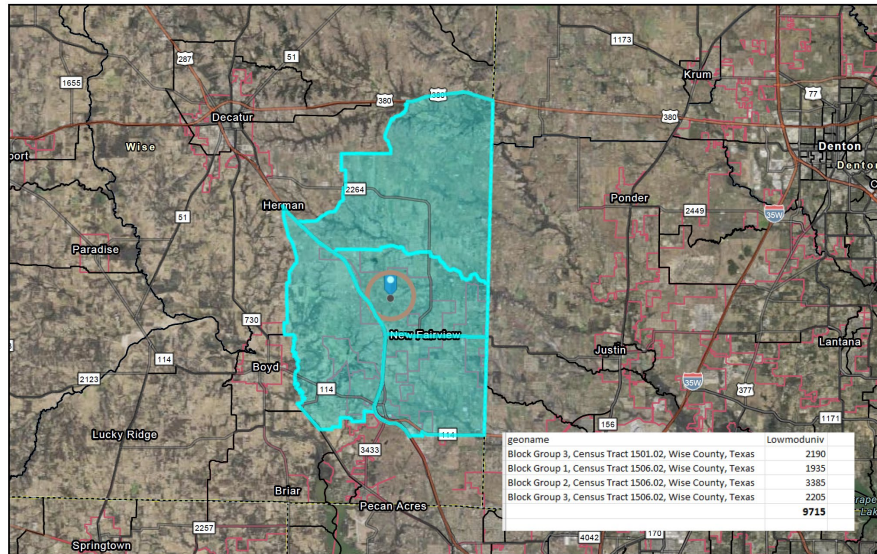 1173
51
287
Krum
1655
77
380
380
380
Decatur
Denton
Wise
port
Denton
2264
Ponder
Herman
2449
35W
51
Paradise
730
New Fairview
Justin
Lantana
114
Boyd
2123
114
35W
377
156
1171
Lucky Ridge
114
3433
geoname Lowmoduniv
Block Group 3, Census Tract 1501.02, Wise County, Texas 2190
Block Group 1, Census Tract 1506.02, Wise County, Texas 1935
Block Group 2, Census Tract 1506.02, Wise County, Texas 3385
Block Group 3, Census Tract 1506.02, Wise County, Texas 2205
9715
Briar
Pecan Acres
2257
Springtown
4042
170